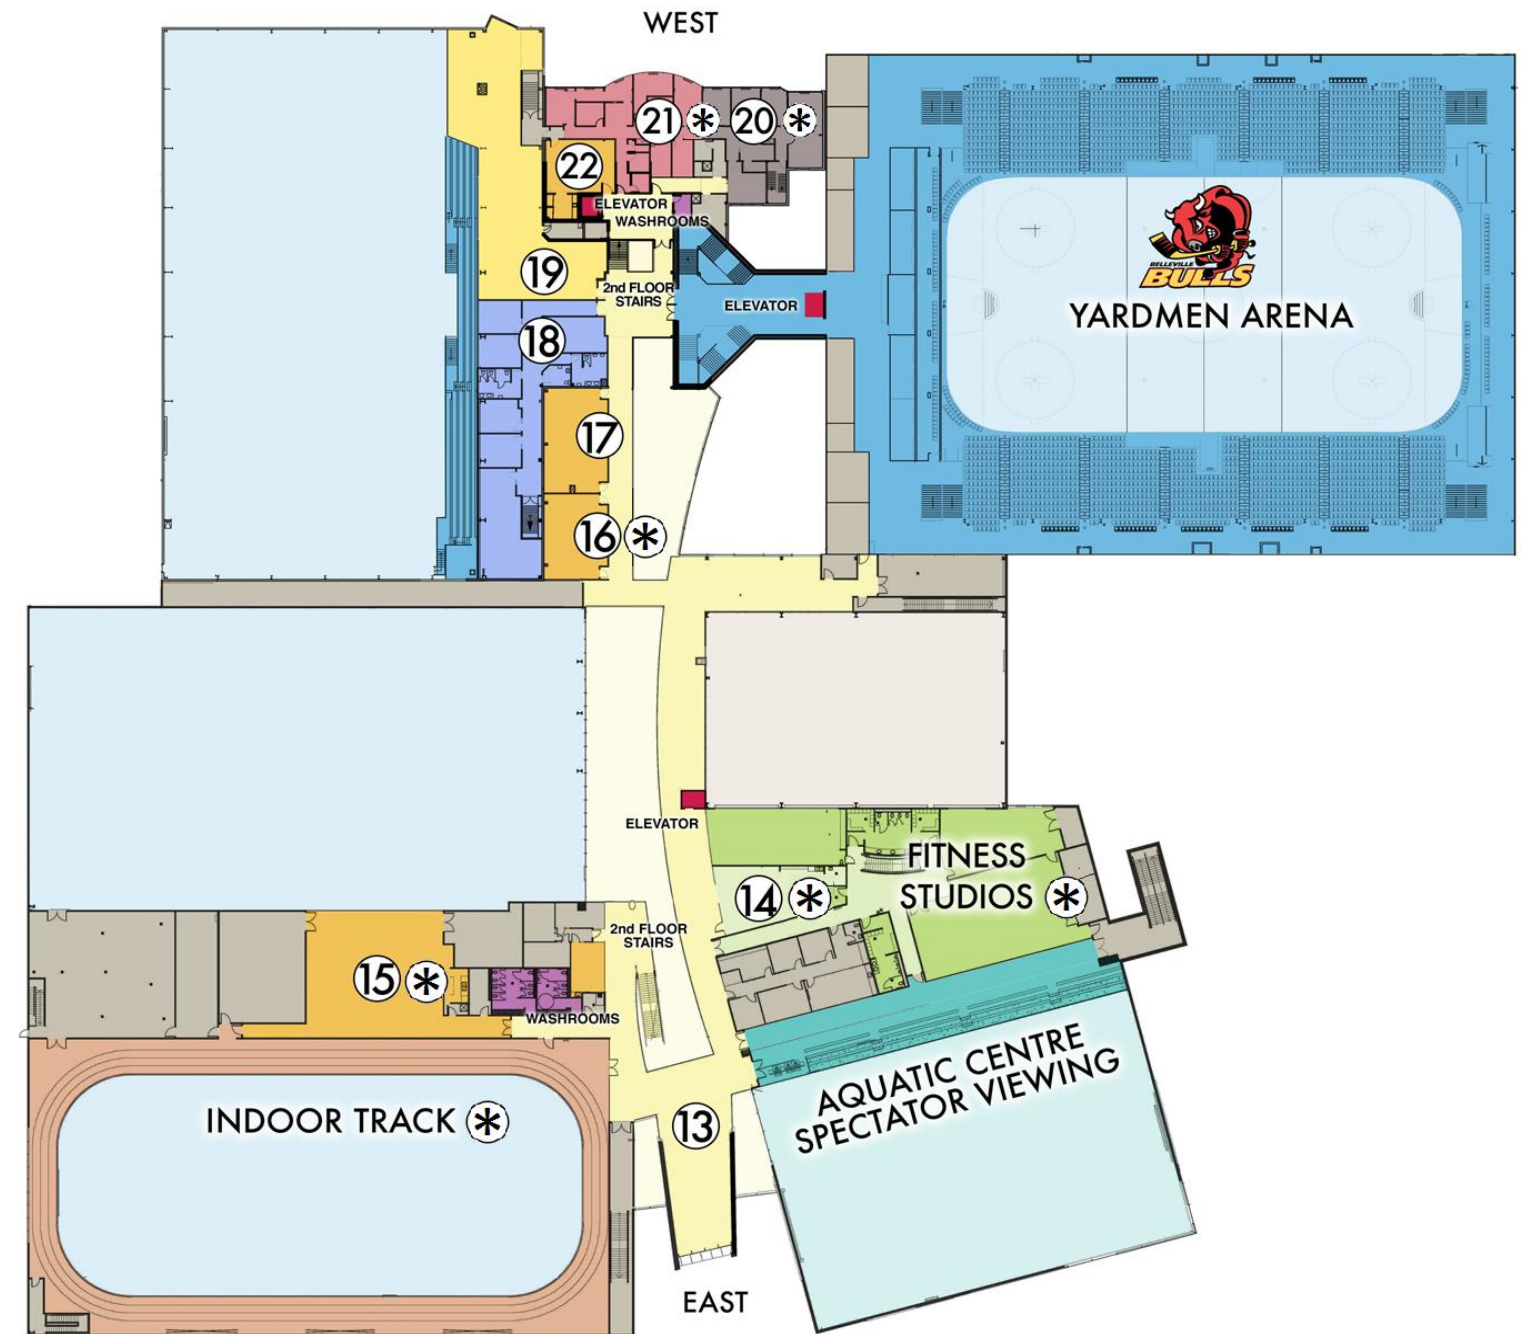 WEST
21 * 20 *
22
ELEVATOR
WASHROOMS
19
2nd FLOOR
STAIRS
ELEVATOR
BELLEVILLE
BULLS
YARDMEN ARENA
18
17
16 *
ELEVATOR
FITNESS
STUDIOS *
14 *
2nd FLOOR
STAIRS
15 *
WASHROOMS
INDOOR TRACK *
13
AQUATIC CENTRE
SPECTATOR VIEWING
EAST